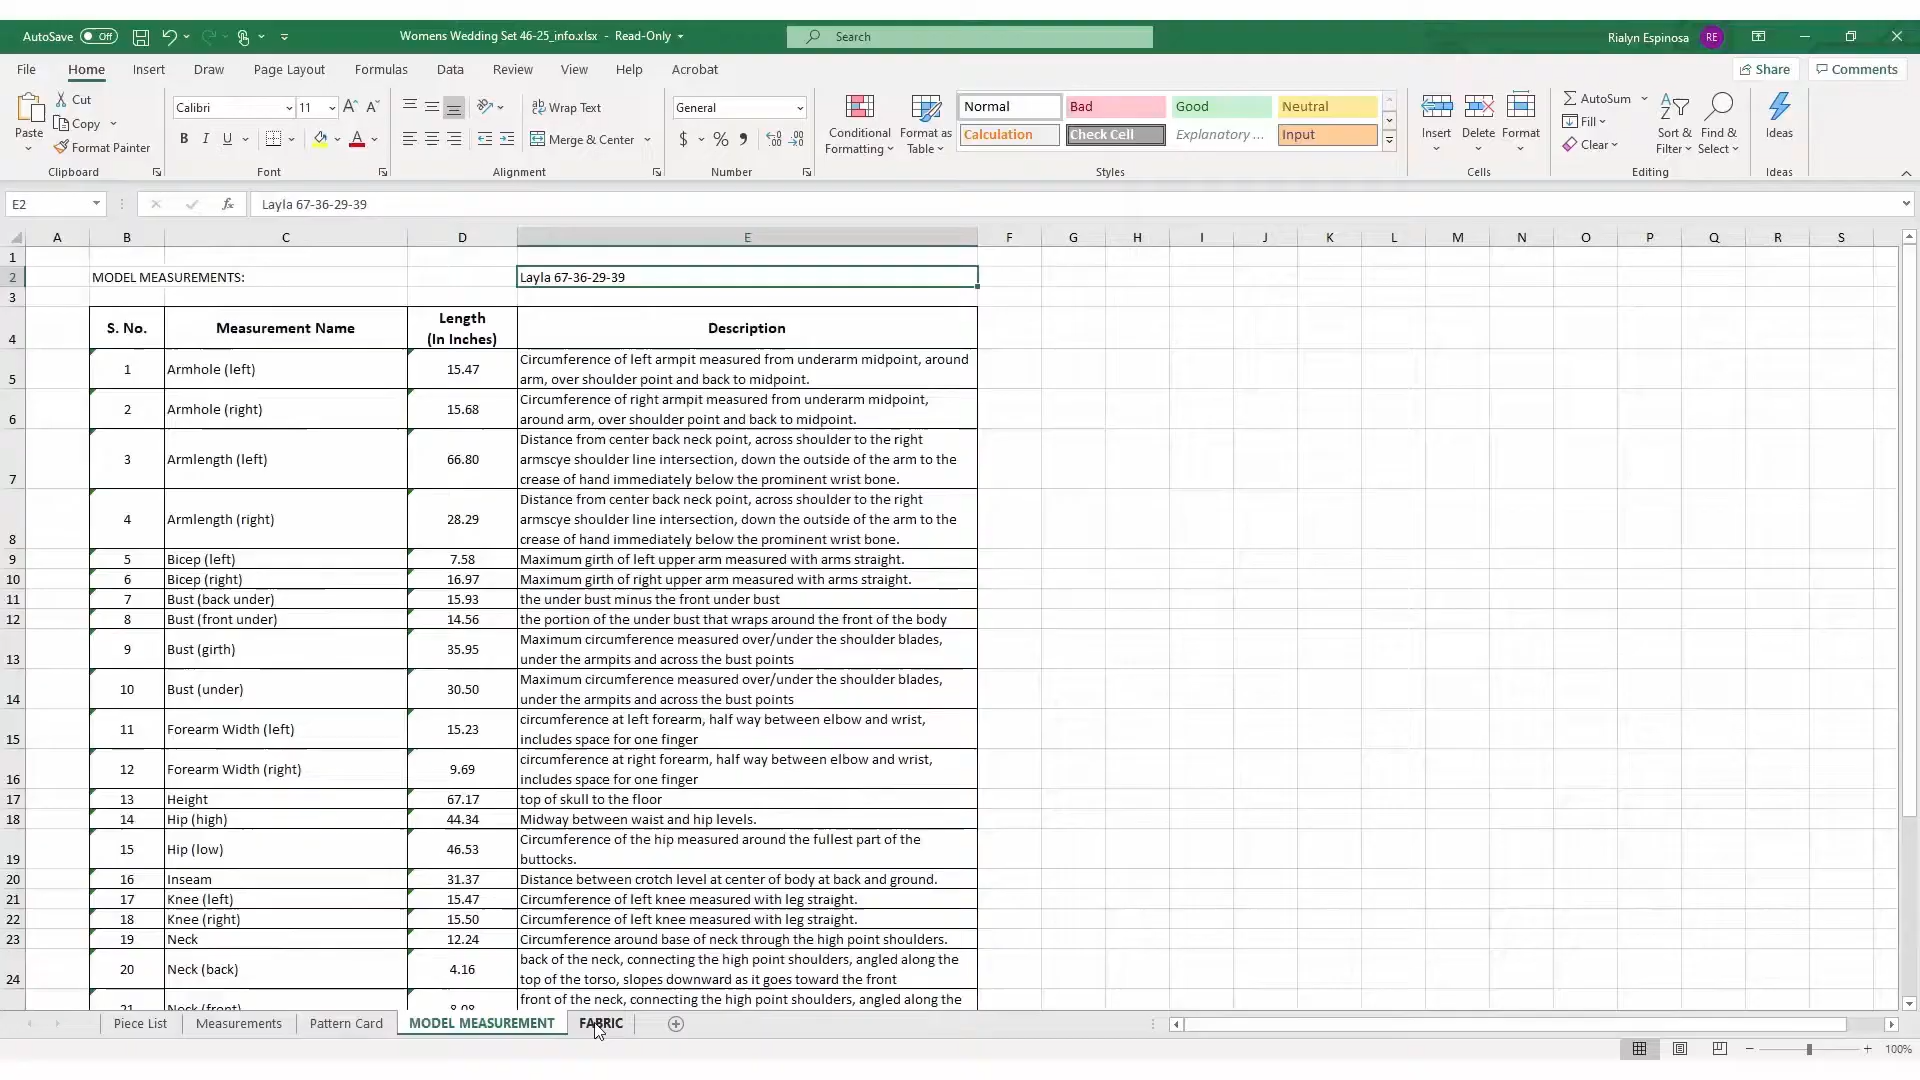 AutoSave Off
Womens Wedding Set 46-25_info.xlsx - Read-Only
Search
Rialyn Espinosa RE
File Home Insert Draw Page Layout Formulas Data Review View Help Acrobat
Share Comments
Paste
Cut
Copy
Format Painter
Clipboard
Calibri 11
B I U
Font
Wrap Text
Merge & Center
Alignment
General
$ % ,
Number
Conditional
Formatting
Format as
Table
Normal Bad Good Neutral
Calculation Check Cell Explanatory ... Input
Styles
Insert Delete Format
Cells
AutoSum
Fill
Clear
Sort &
Filter
Find &
Select
Editing
Ideas
Ideas
E2 fx Layla 67-36-29-39
A B C D E F G H I J K L M N O P Q R S
1
2 MODEL MEASUREMENTS: Layla 67-36-29-39
3
4 S. No. Measurement Name Length
(In Inches) Description
5 1 Armhole (left) 15.47 Circumference of left armpit measured from underarm midpoint, around
arm, over shoulder point and back to midpoint.
6 2 Armhole (right) 15.68 Circumference of right armpit measured from underarm midpoint,
around arm, over shoulder point and back to midpoint.
7 3 Armlength (left) 66.80 Distance from center back neck point, across shoulder to the right
armscye shoulder line intersection, down the outside of the arm to the
crease of hand immediately below the prominent wrist bone.
8 4 Armlength (right) 28.29 Distance from center back neck point, across shoulder to the right
armscye shoulder line intersection, down the outside of the arm to the
crease of hand immediately below the prominent wrist bone.
9 5 Bicep (left) 7.58 Maximum girth of left upper arm measured with arms straight.
10 6 Bicep (right) 16.97 Maximum girth of right upper arm measured with arms straight.
11 7 Bust (back under) 15.93 the under bust minus the front under bust
12 8 Bust (front under) 14.56 the portion of the under bust that wraps around the front of the body
13 9 Bust (girth) 35.95 Maximum circumference measured over/under the shoulder blades,
under the armpits and across the bust points
14 10 Bust (under) 30.50 Maximum circumference measured over/under the shoulder blades,
under the armpits and across the bust points
15 11 Forearm Width (left) 15.23 circumference at left forearm, half way between elbow and wrist,
includes space for one finger
16 12 Forearm Width (right) 9.69 circumference at right forearm, half way between elbow and wrist,
includes space for one finger
17 13 Height 67.17 top of skull to the floor
18 14 Hip (high) 44.34 Midway between waist and hip levels.
19 15 Hip (low) 46.53 Circumference of the hip measured around the fullest part of the
buttocks.
20 16 Inseam 31.37 Distance between crotch level at center of body at back and ground.
21 17 Knee (left) 15.47 Circumference of left knee measured with leg straight.
22 18 Knee (right) 15.50 Circumference of left knee measured with leg straight.
23 19 Neck 12.24 Circumference around base of neck through the high point shoulders.
24 20 Neck (back) 4.16 back of the neck, connecting the high point shoulders, angled along the
top of the torso, slopes downward as it goes toward the front
21 Neck (front) 8.08 front of the neck, connecting the high point shoulders, angled along the
Piece List Measurements Pattern Card MODEL MEASUREMENT FABRIC
100%